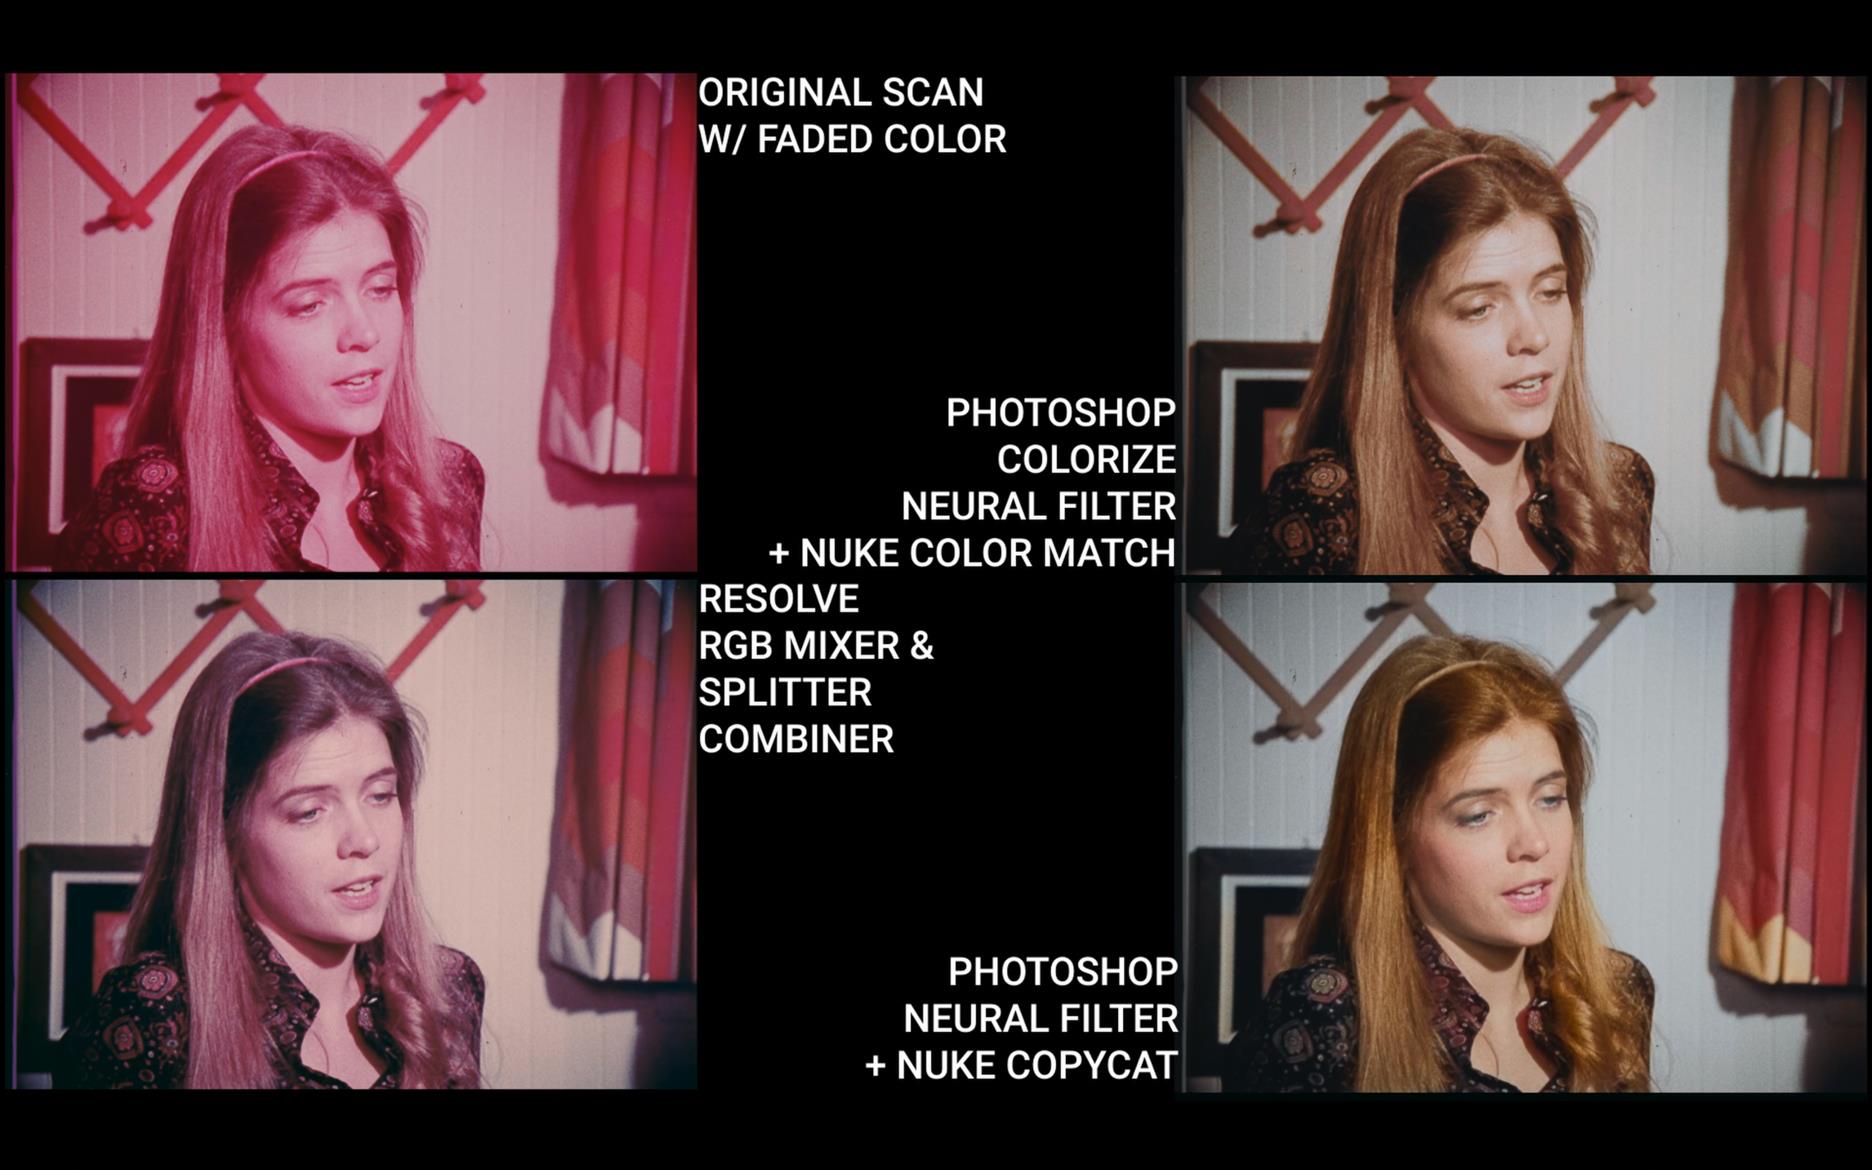 ORIGINAL SCAN
W/ FADED COLOR
PHOTOSHOP
COLORIZE
NEURAL FILTER
+ NUKE COLOR MATCH
RESOLVE
RGB MIXER &
SPLITTER
COMBINER
PHOTOSHOP
NEURAL FILTER
+ NUKE COPYCAT